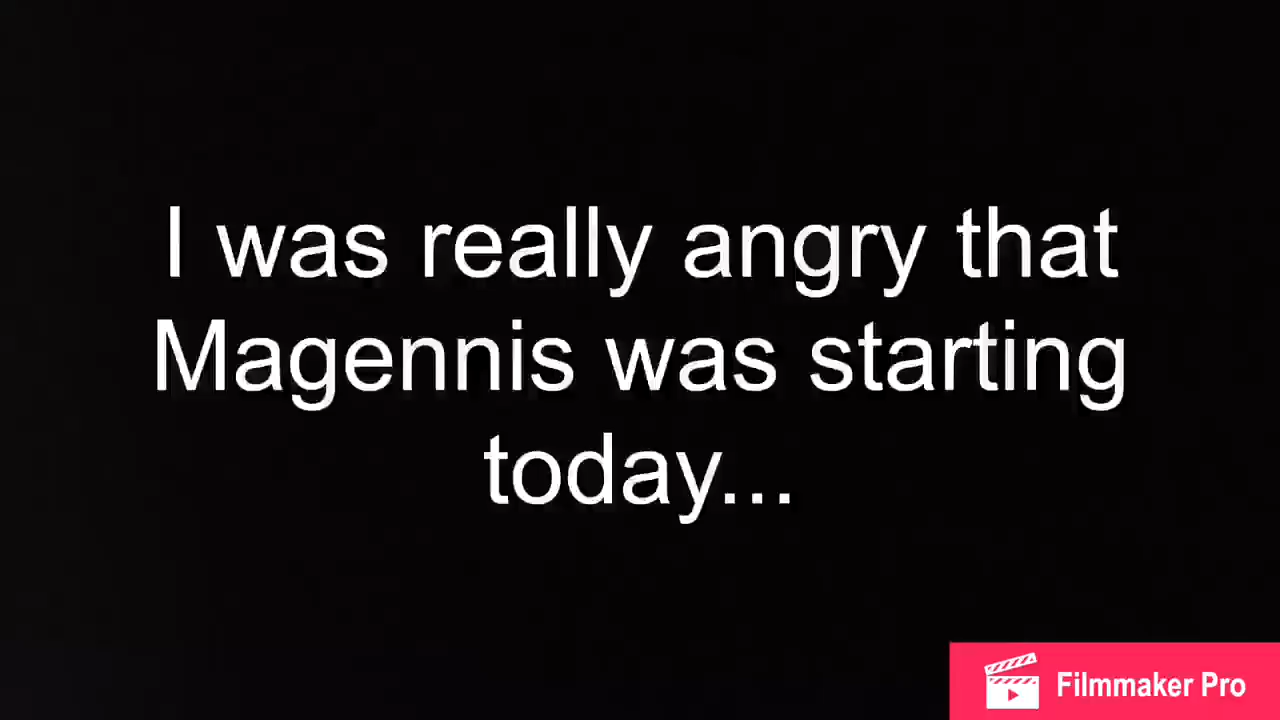 I was really angry that
Magennis was starting
today...
Filmmaker Pro